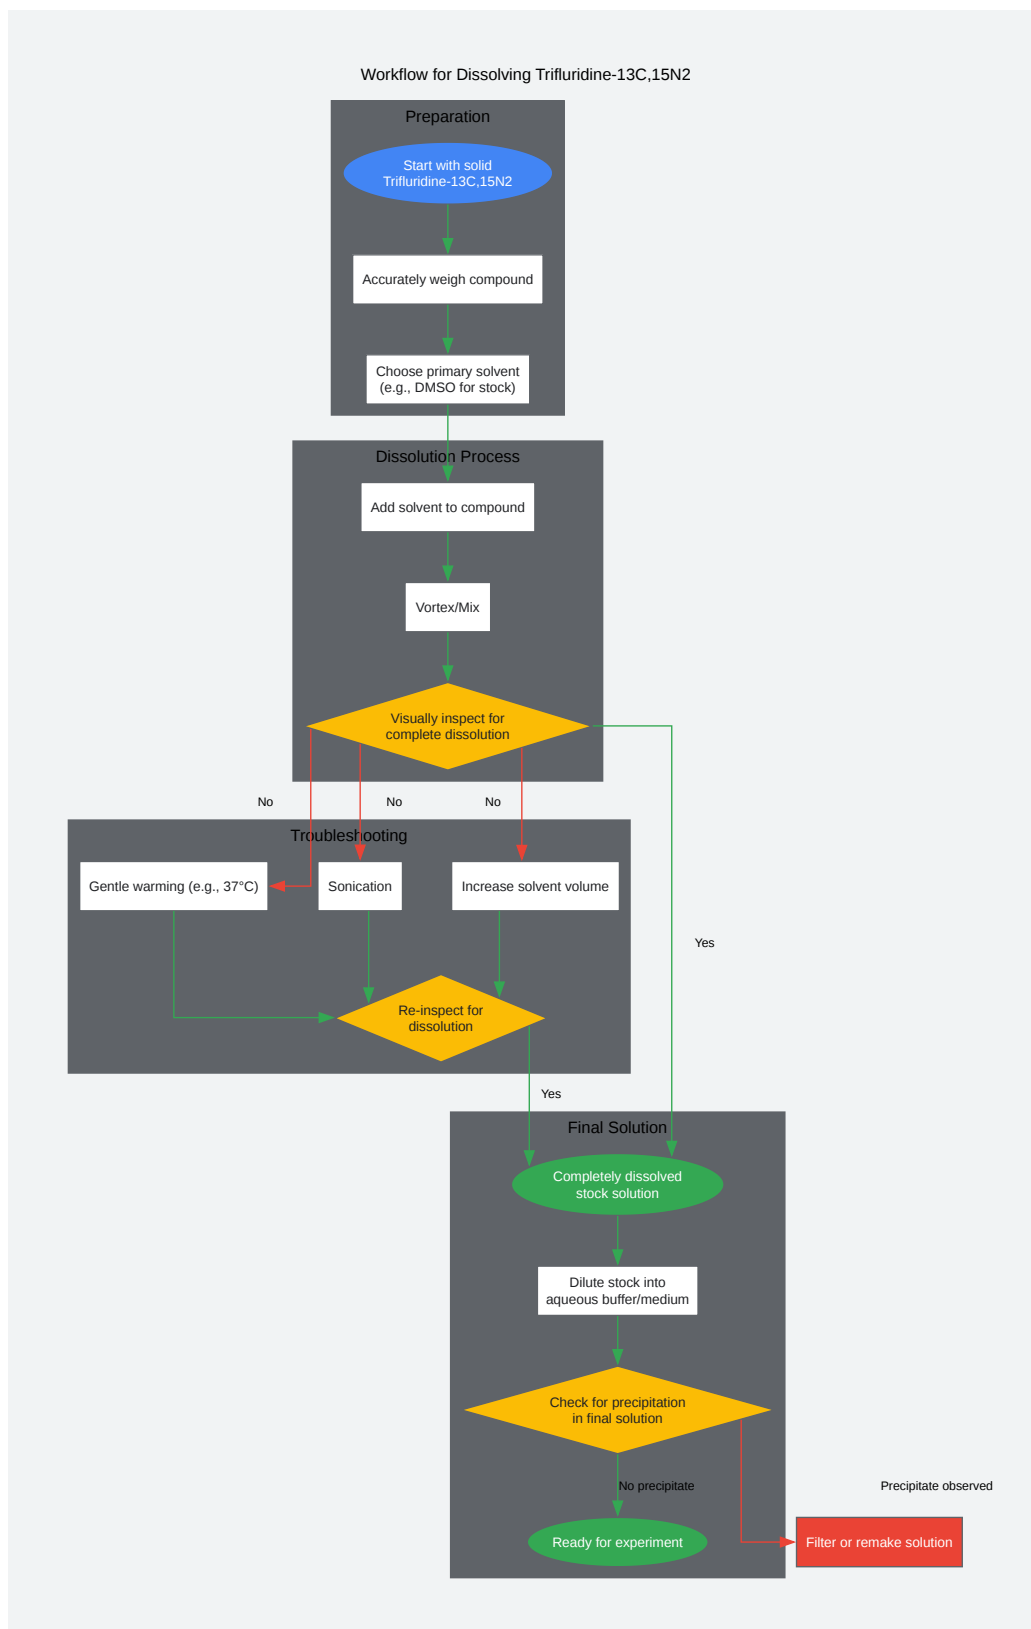 Workflow for Dissolving Trifluridine-13C,15N2
Preparation
Start with solid
Trifluridine-13C,15N2
Accurately weigh compound
Choose primary solvent
(e.g., DMSO for stock)
Dissolution Process
Add solvent to compound
Vortex/Mix
Visually inspect for
complete dissolution
No
No
No
Troubleshooting
Gentle warming (e.g., 37°C)
Sonication
Increase solvent volume
Yes
Re-inspect for
dissolution
Yes
Final Solution
Completely dissolved
stock solution
Dilute stock into
aqueous buffer/medium
Check for precipitation
in final solution
No precipitate
Precipitate observed
Ready for experiment
Filter or remake solution